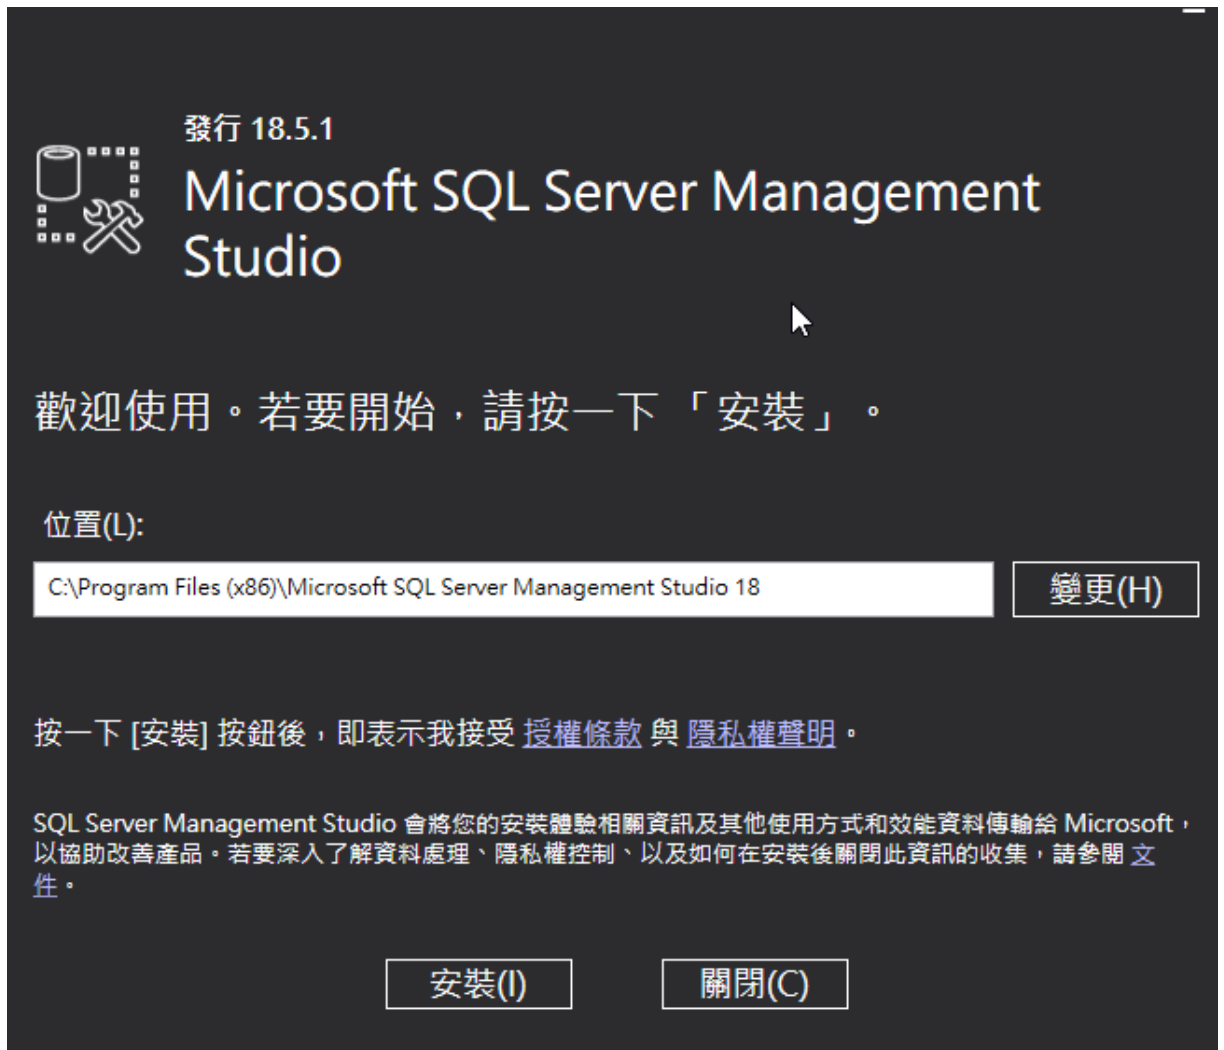 發行 18.5.1
Microsoft SQL Server Management
Studio
歡迎使用。若要開始，請按一下 「安裝」 。
位置(L):
C:\Program Files (x86)\Microsoft SQL Server Management Studio 18
變更(H)
按一下 [安裝] 按鈕後，即表示我接受 授權條款 與 隱私權聲明。
SQL Server Management Studio 會將您的安裝體驗相關資訊及其他使用方式和效能資料傳輸給 Microsoft，
以協助改善產品。若要深入了解資料處理、隱私權控制、以及如何在安裝後關閉此資訊的收集，請參閱 文
件。
安裝(I)
關閉(C)